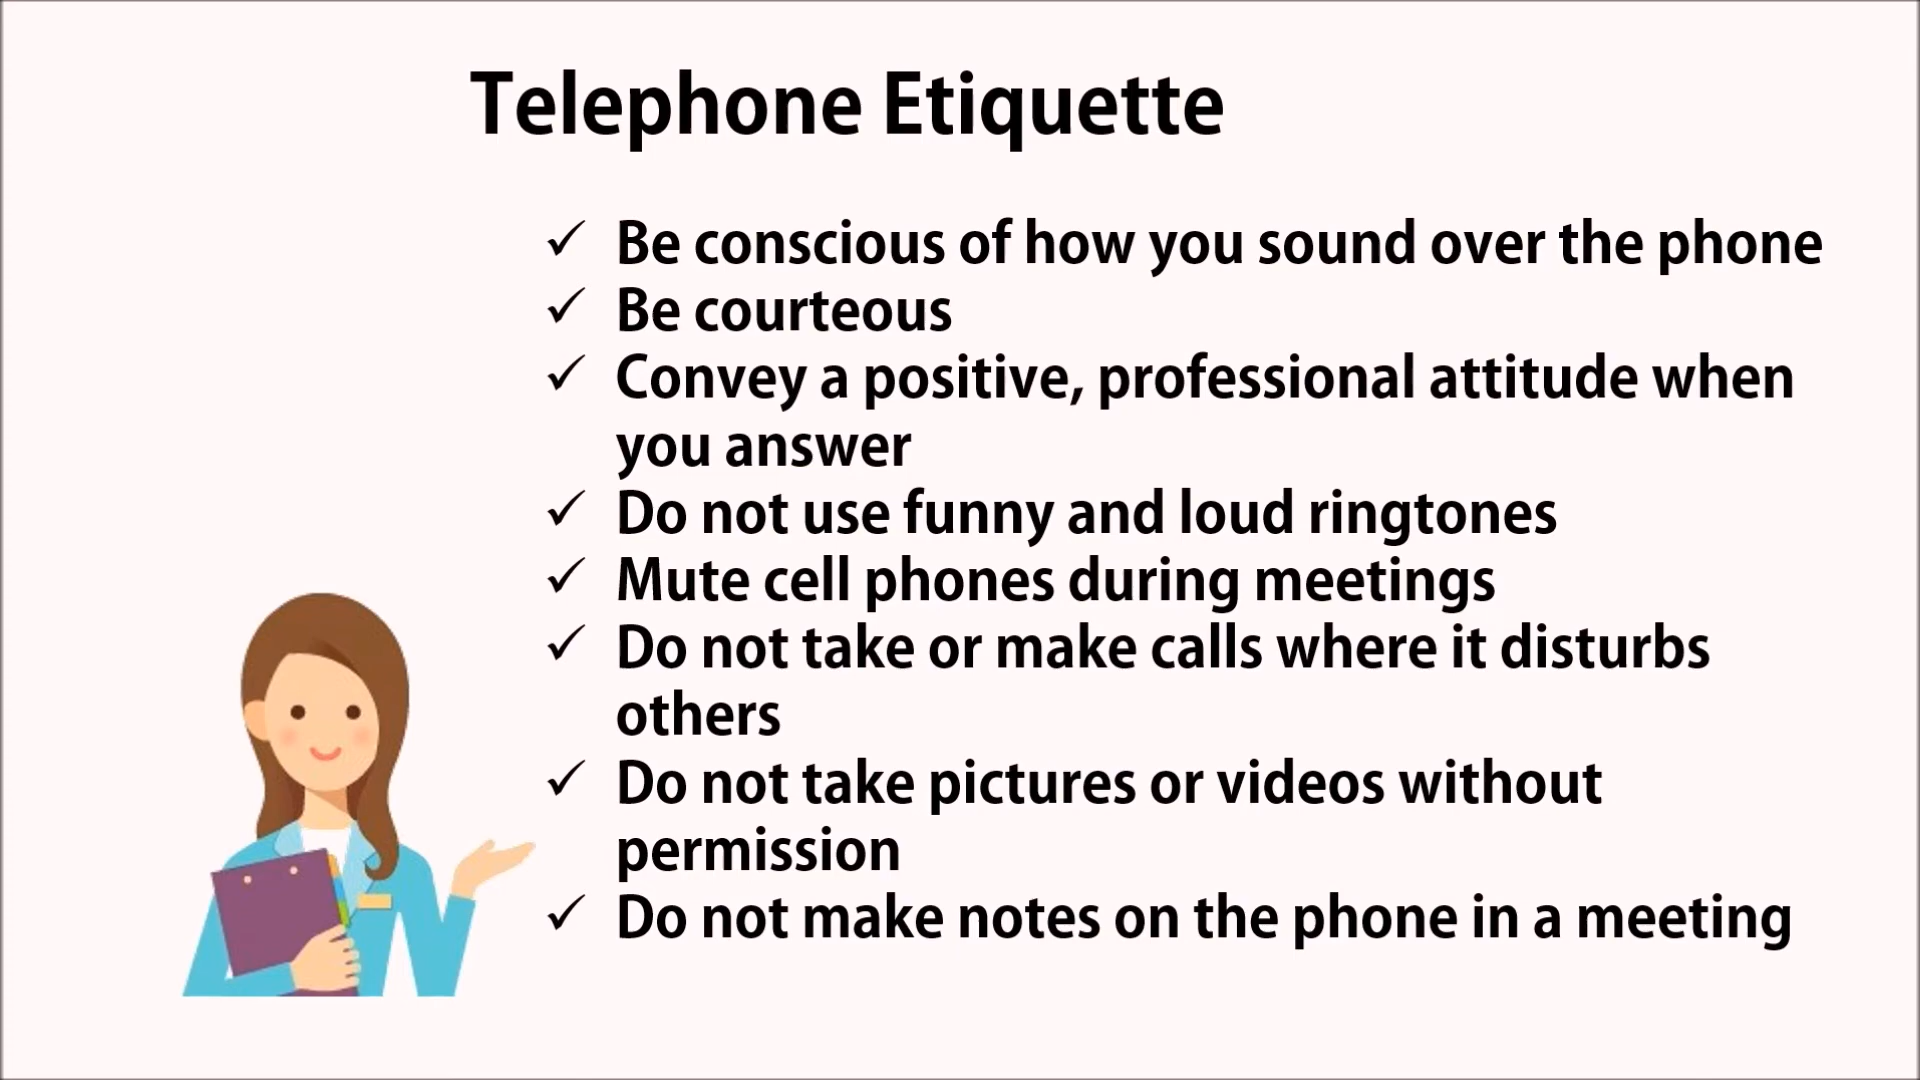 Telephone Etiquette
✓ Be conscious of how you sound over the phone
✓ Be courteous
✓ Convey a positive, professional attitude when
you answer
✓ Do not use funny and loud ringtones
✓ Mute cell phones during meetings
✓ Do not take or make calls where it disturbs
others
✓ Do not take pictures or videos without
permission
✓ Do not make notes on the phone in a meeting